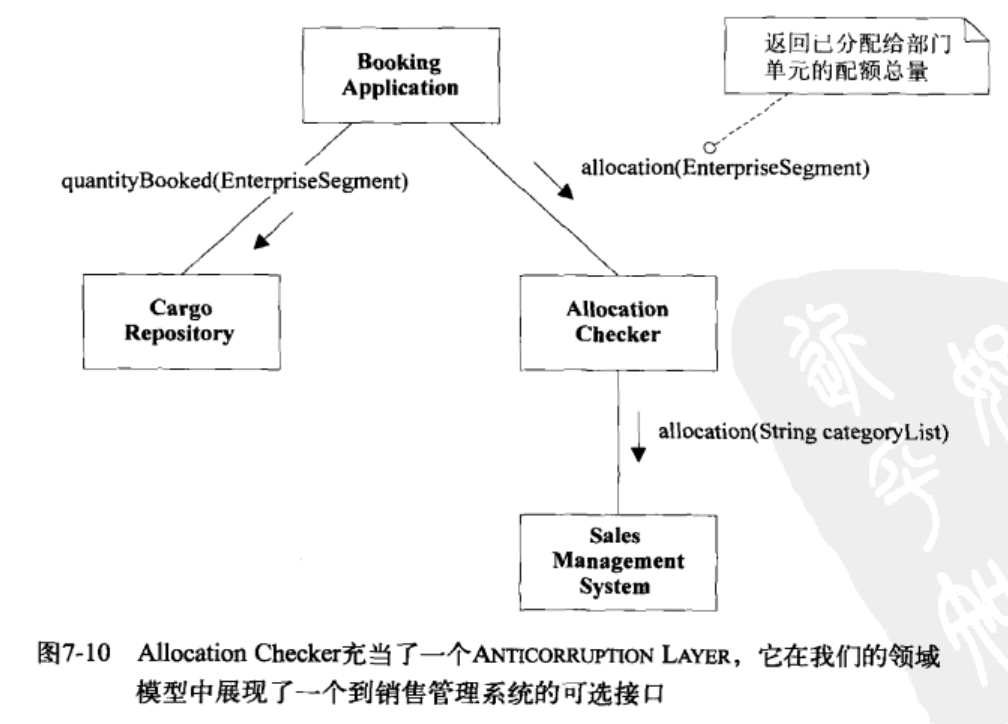 Booking
Application
返回已分配给部门
单元的配额总量
quantityBooked(EnterpriseSegment)
allocation(EnterpriseSegment)
Cargo
Repository
Allocation
Checker
allocation(String categoryList)
Sales
Management
System
图7-10 Allocation Checker充当了一个ANTICORRUPTION LAYER，它在我们的领域
模型中展现了一个到销售管理系统的可选接口